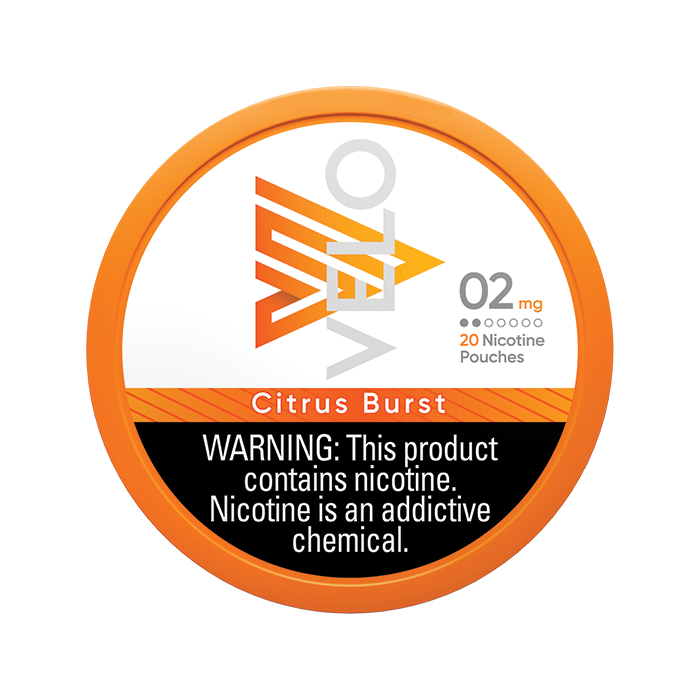 VELO
02 mg
20 Nicotine
Pouches
Citrus Burst
WARNING: This product
contains nicotine.
Nicotine is an addictive
chemical.